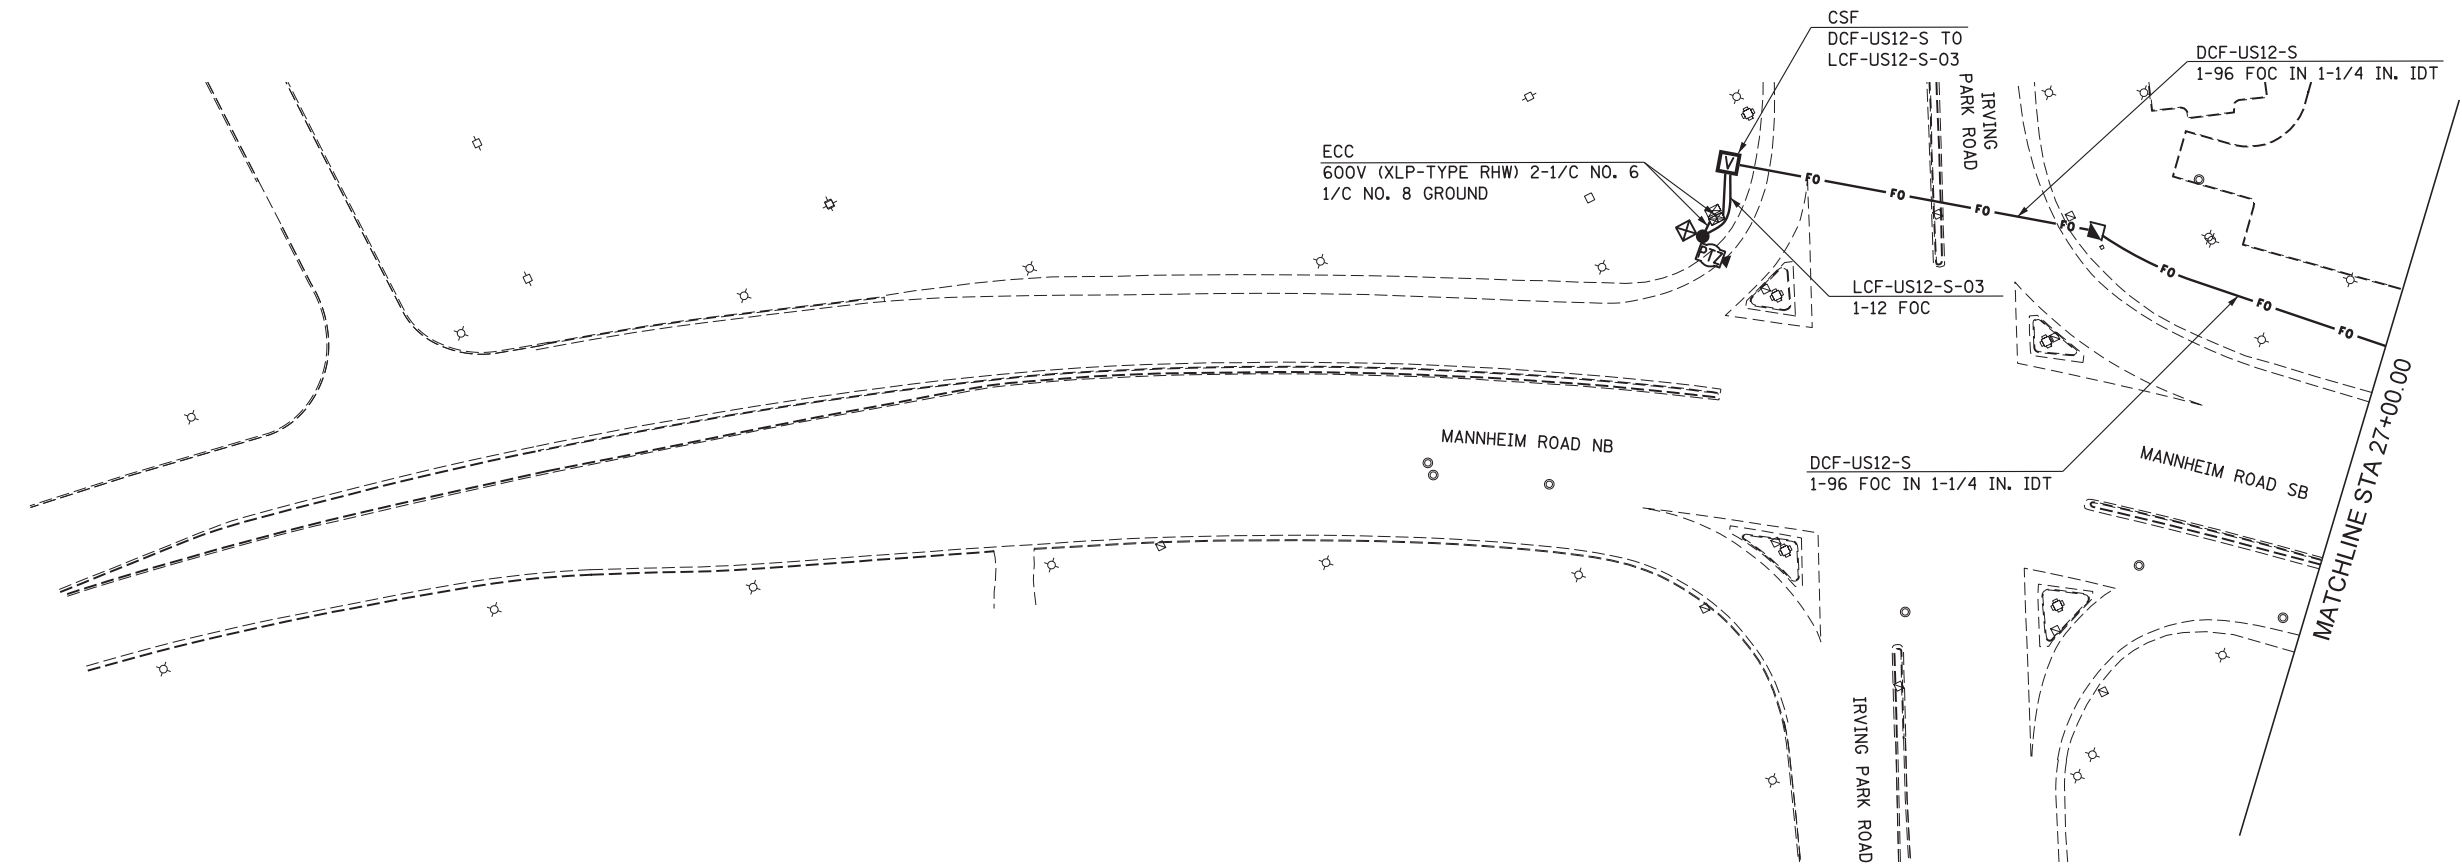 CSF
DCF-US12-S TO
LCF-US12-S-03
DCF-US12-S
1-96 FOC IN 1-1/4 IN. IDT
IRVING
PARK ROAD
ECC
600V (XLP-TYPE RHW) 2-1/C NO. 6
1/C NO. 8 GROUND
V
FO
FO
FO
FO
PTZ
FO
FO
FO
LCF-US12-S-03
1-12 FOC
MANNHEIM ROAD NB
DCF-US12-S
1-96 FOC IN 1-1/4 IN. IDT
MANNHEIM ROAD SB
MATCHLINE STA 27+00.00
IRVING PARK ROAD